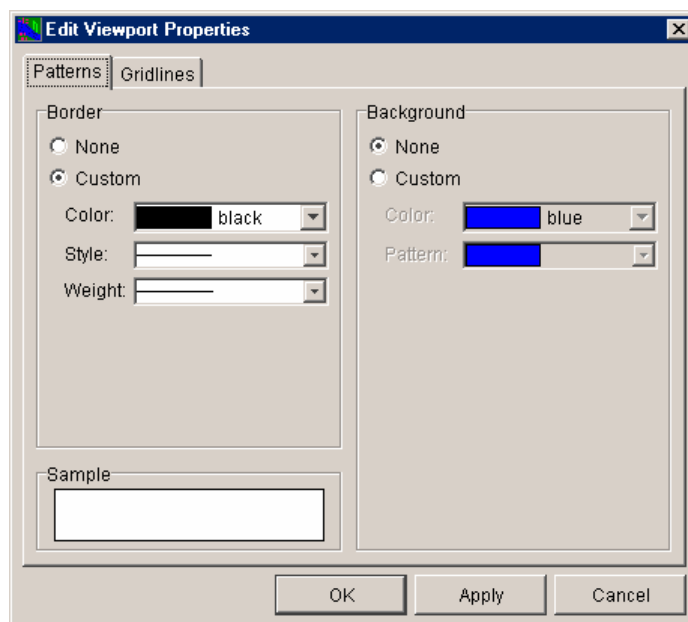 Edit Viewport Properties
Patterns
Gridlines
Border
None
Custom
Color: black
Style:
Weight:
Sample
Background
None
Custom
Color: blue
Pattern:
OK
Apply
Cancel